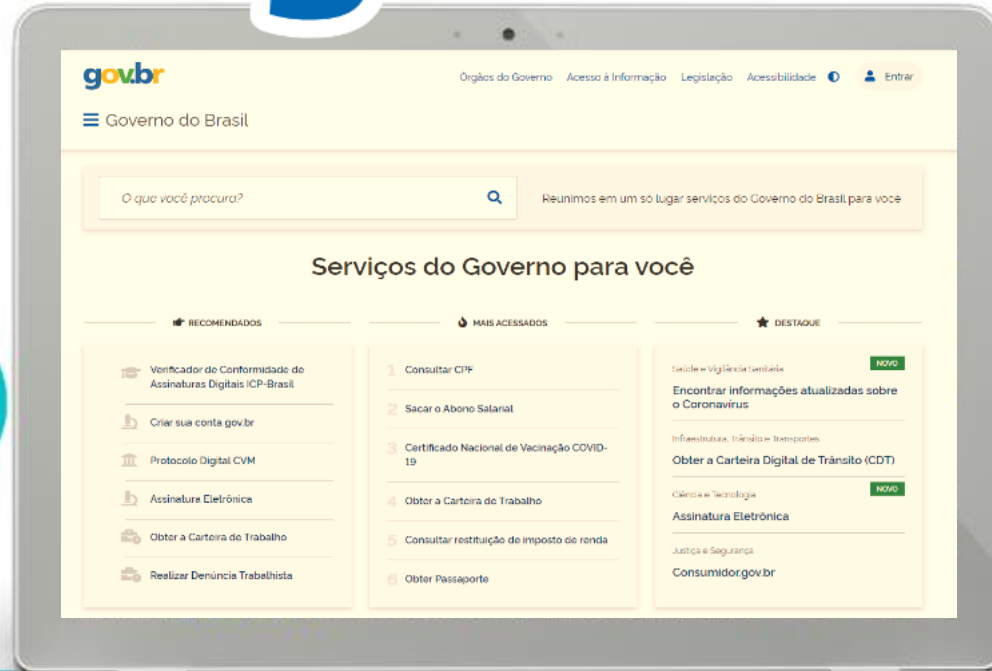 gov.br
Órgãos do Governo Acesso à Informação Legislação Acessibilidade Entrar
Governo do Brasil
O que você procura?
Reunimos em um só lugar serviços do Governo do Brasil para você
Serviços do Governo para você
RECOMENDADOS
Verificador de Conformidade de
Assinaturas Digitais ICP-Brasil
Criar sua conta gov.br
Protocolo Digital CVM
Assinatura Eletrônica
Obter a Carteira de Trabalho
Realizar Denúncia Trabalhista
MAIS ACESSADOS
1 Consultar CPF
2 Sacar o Abono Salarial
3 Certificado Nacional de Vacinação COVID-
19
4 Obter a Carteira de Trabalho
5 Consultar restituição de imposto de renda
6 Obter Passaporte
DESTAQUE
Saúde e Vigilância Sanitária NOVO
Encontrar informações atualizadas sobre
o Coronavírus
Infraestrutura, Trânsito e Transportes
Obter a Carteira Digital de Trânsito (CDT)
Ciência e Tecnologia NOVO
Assinatura Eletrônica
Justiça e Segurança
Consumidor.gov.br